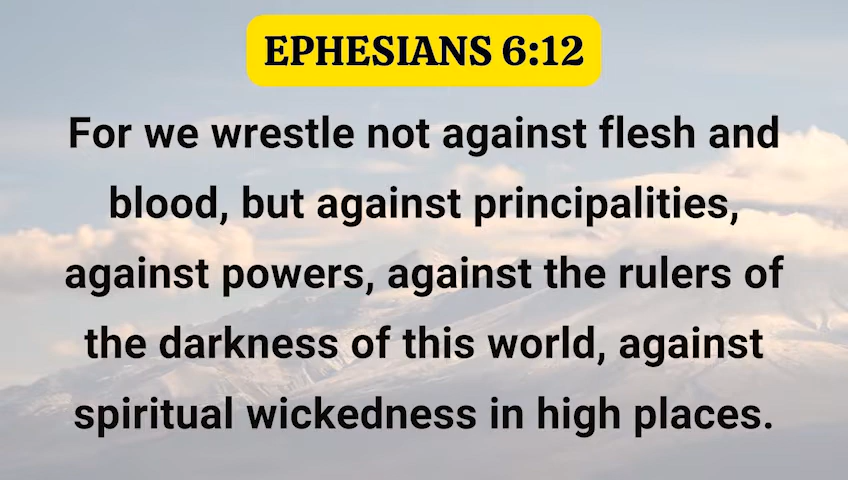 EPHESIANS 6:12
For we wrestle not against flesh and
blood, but against principalities,
against powers, against the rulers of
the darkness of this world, against
spiritual wickedness in high places.